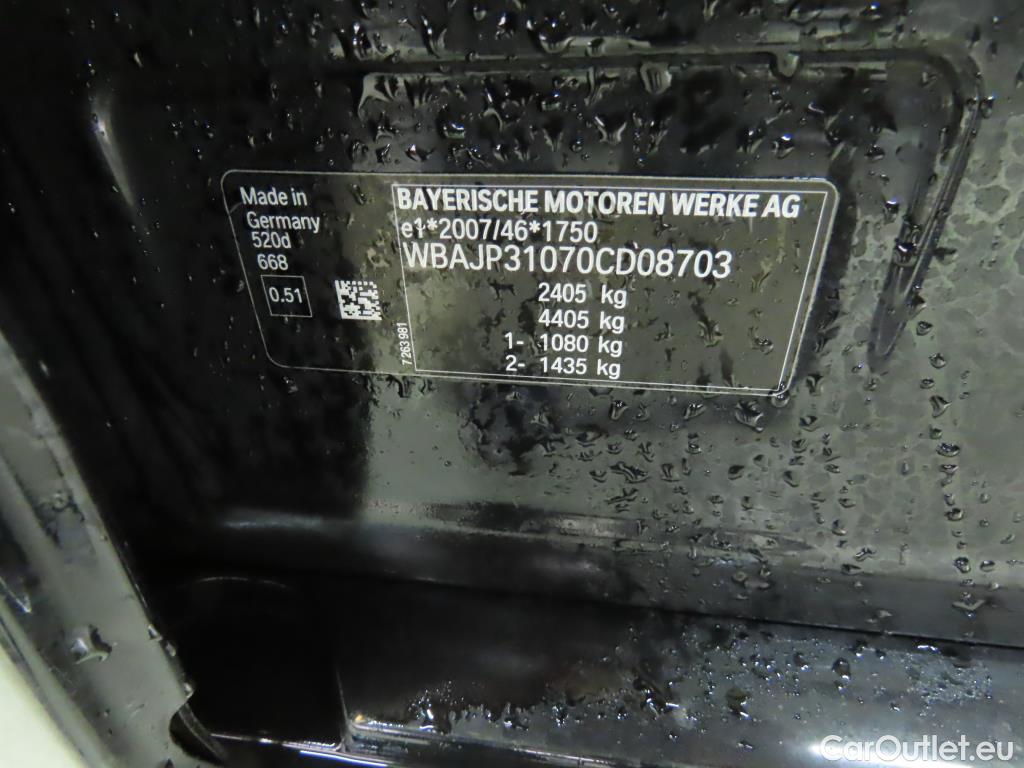 Made in
Germany
520d
668
0.51
7 263 981
BAYERISCHE MOTOREN WERKE AG
e1*2007/46*1750
WBAJP31070CD08703
2405 kg
4405 kg
1- 1080 kg
2- 1435 kg
CarOutlet.eu